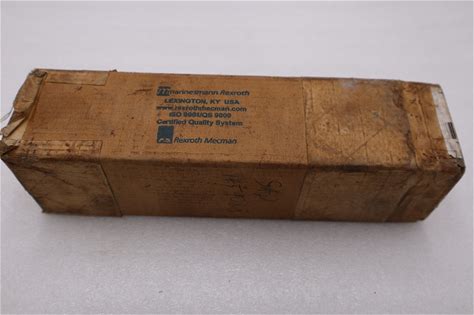 mannesmann Rexroth
LEXINGTON, KY USA
www.rexrothmecman.com
ISO 9001/QS 9000
Certified Quality System
Rexroth Mecman